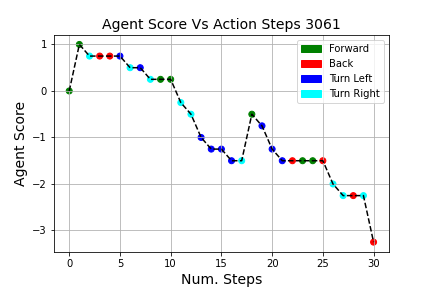 Agent Score Vs Action Steps 3061
Agent Score
1
0
−1
−2
−3
Forward
Back
Turn Left
Turn Right
0 5 10 15 20 25 30
Num. Steps